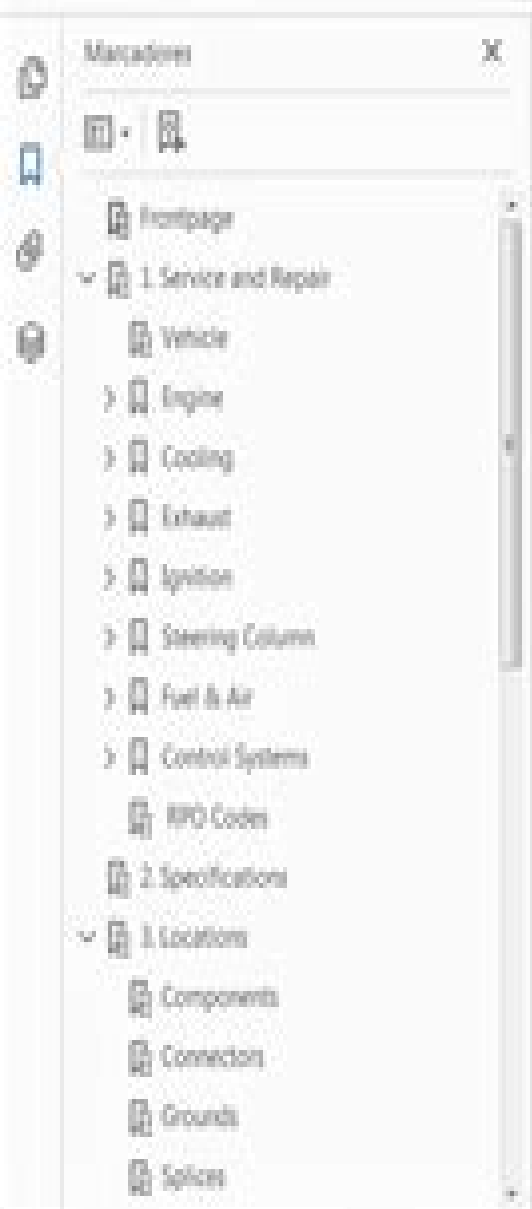 Marcadores X
Frontpage
1. Service and Repair
Vehicle
Engine
Cooling
Exhaust
Ignition
Steering Column
Fuel & Air
Control Systems
RPO Codes
2. Specifications
3. Locations
Components
Connectors
Grounds
Splices